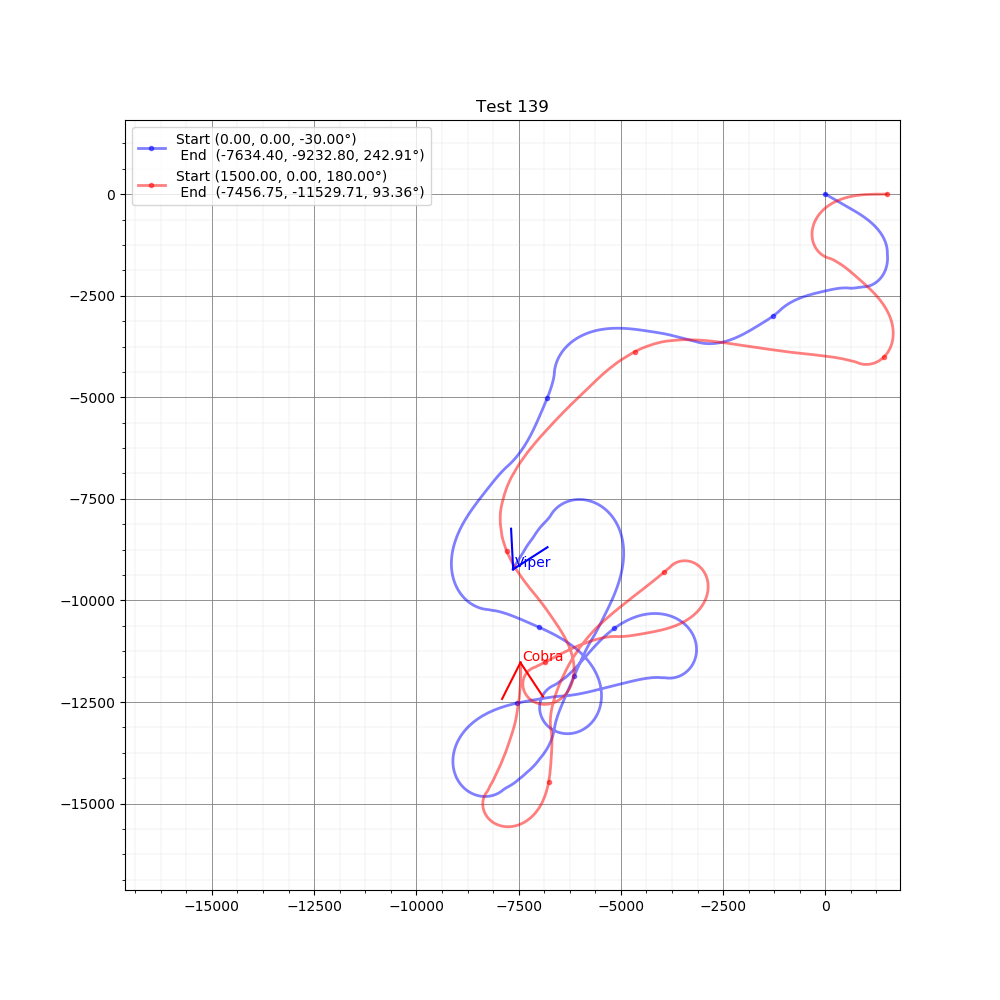 Test 139
Start (0.00, 0.00, -30.00°)
End (-7634.40, -9232.80, 242.91°)
Start (1500.00, 0.00, 180.00°)
End (-7456.75, -11529.71, 93.36°)
0
−2500
−5000
−7500
−10000
−12500
−15000
Viper
Cobra
−15000 −12500 −10000 −7500 −5000 −2500 0